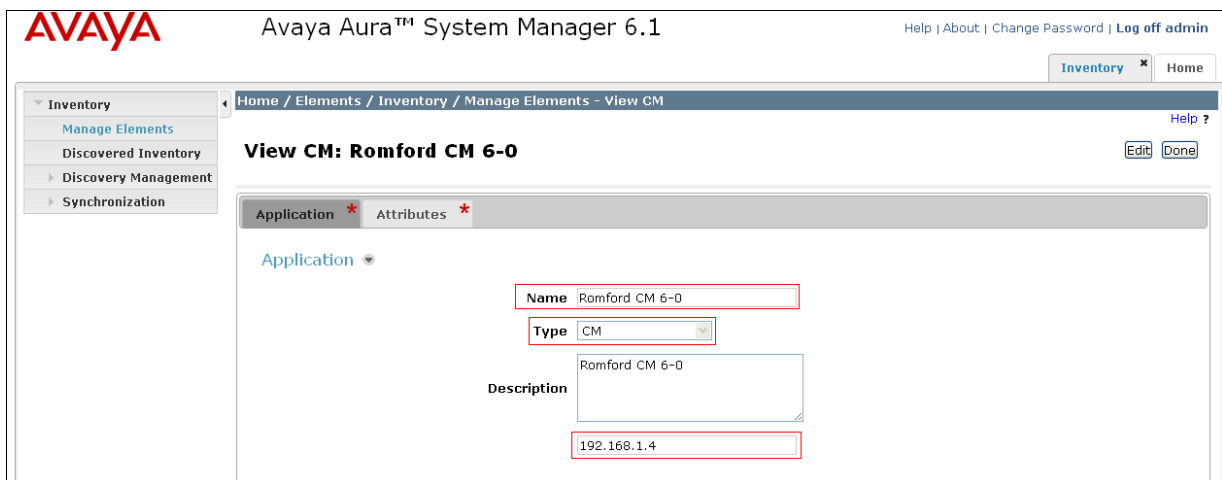 AVAYA
Avaya Aura™ System Manager 6.1
Help | About | Change Password | Log off admin
Inventory × Home
Inventory
Manage Elements
Discovered Inventory
Discovery Management
Synchronization
Home / Elements / Inventory / Manage Elements - View CM
Help ?
View CM: Romford CM 6-0
Edit Done
Application * Attributes *
Application
Name Romford CM 6-0
Type CM
Description Romford CM 6-0
192.168.1.4